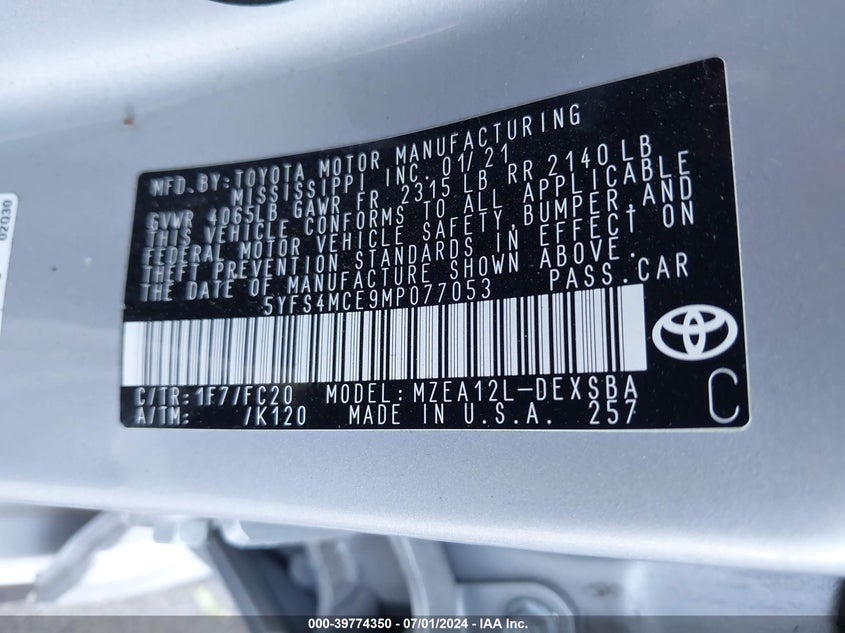 MFD.BY:TOYOTA MOTOR MANUFACTURING
MISSISSIPPI INC. 01/21
GVWR 4065LB GAWR FR 2315 LB RR 2140LB
THIS VEHICLE CONFORMS TO ALL APPLICABLE
FEDERAL MOTOR VEHICLE SAFETY,BUMPER,AND
THEFT PREVENTION STANDARDS IN EFFECT ON
THE DATE OF MANUFACTURE SHOWN ABOVE.
5YFS4MCE9MP077053 PASS.CAR
C/TR:1F7/FC20 MODEL:MZEA12L-DEXSBA
A/TM: /K120 MADE IN U.S.A. 257
C
02030
000-39774350 - 07/01/2024 - IAA Inc.